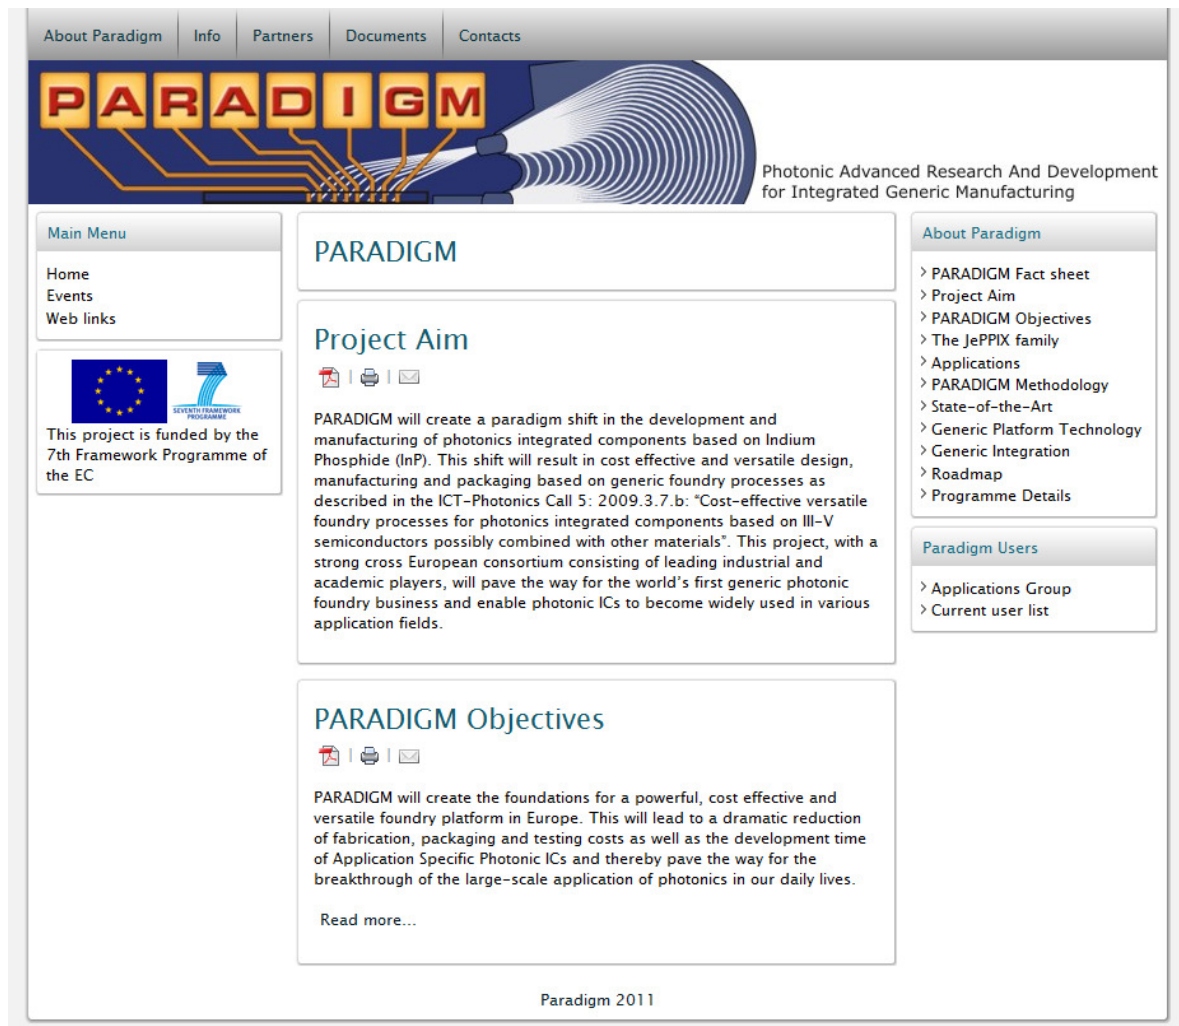 About Paradigm Info Partners Documents Contacts
PARADIGM
Photonic Advanced Research And Development
for Integrated Generic Manufacturing
Main Menu
Home
Events
Web links
SEVENTH FRAMEWORK
PROGRAMME
This project is funded by the
7th Framework Programme of
the EC
PARADIGM
Project Aim
PARADIGM will create a paradigm shift in the development and
manufacturing of photonics integrated components based on Indium
Phosphide (InP). This shift will result in cost effective and versatile design,
manufacturing and packaging based on generic foundry processes as
described in the ICT-Photonics Call 5: 2009.3.7.b: “Cost-effective versatile
foundry processes for photonics integrated components based on III-V
semiconductors possibly combined with other materials”. This project, with a
strong cross European consortium consisting of leading industrial and
academic players, will pave the way for the world's first generic photonic
foundry business and enable photonic ICs to become widely used in various
application fields.
PARADIGM Objectives
PARADIGM will create the foundations for a powerful, cost effective and
versatile foundry platform in Europe. This will lead to a dramatic reduction
of fabrication, packaging and testing costs as well as the development time
of Application Specific Photonic ICs and thereby pave the way for the
breakthrough of the large-scale application of photonics in our daily lives.
Read more...
About Paradigm
PARADIGM Fact sheet
Project Aim
PARADIGM Objectives
The JePPIX family
Applications
PARADIGM Methodology
State-of-the-Art
Generic Platform Technology
Generic Integration
Roadmap
Programme Details
Paradigm Users
Applications Group
Current user list
Paradigm 2011